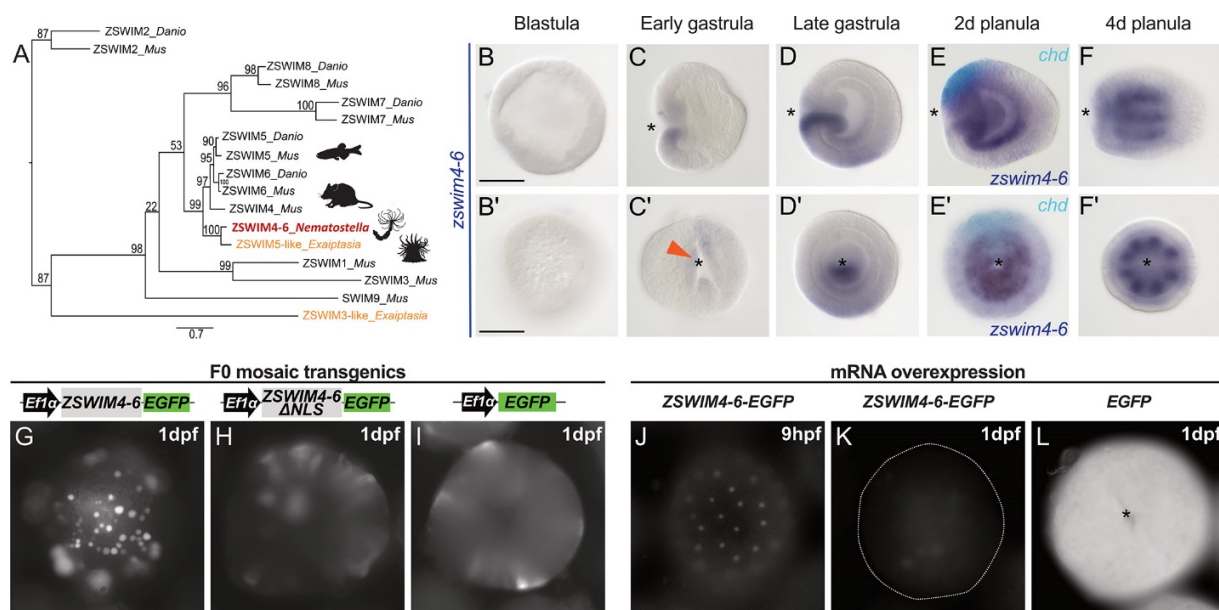 A
87
ZSWIM2_Danio
ZSWIM2_Mus
98
ZSWIM8_Danio
ZSWIM8_Mus
96
100
ZSWIM7_Danio
ZSWIM7_Mus
53
90
ZSWIM5_Danio
95
ZSWIM5_Mus
ZSWIM6_Danio
100
97
ZSWIM6_Mus
ZSWIM4_Mus
99
ZSWIM4-6_Nematostella
100
ZSWIM5-like_Exaiptasia
22
98
99
ZSWIM1_Mus
ZSWIM3_Mus
87
SWIM9_Mus
ZSWIM3-like_Exaiptasia
0.7
Blastula Early gastrula Late gastrula 2d planula 4d planula
zswim4-6
B C D E chd F
* * * *
zswim4-6
B' C' D' E' chd F'
* * * *
zswim4-6
F0 mosaic transgenics
Ef1α ZSWIM4-6 EGFP
Ef1α ZSWIM4-6 ΔNLS EGFP
Ef1α EGFP
G 1dpf H 1dpf I 1dpf
mRNA overexpression
ZSWIM4-6-EGFP ZSWIM4-6-EGFP EGFP
J 9hpf K 1dpf L 1dpf
*